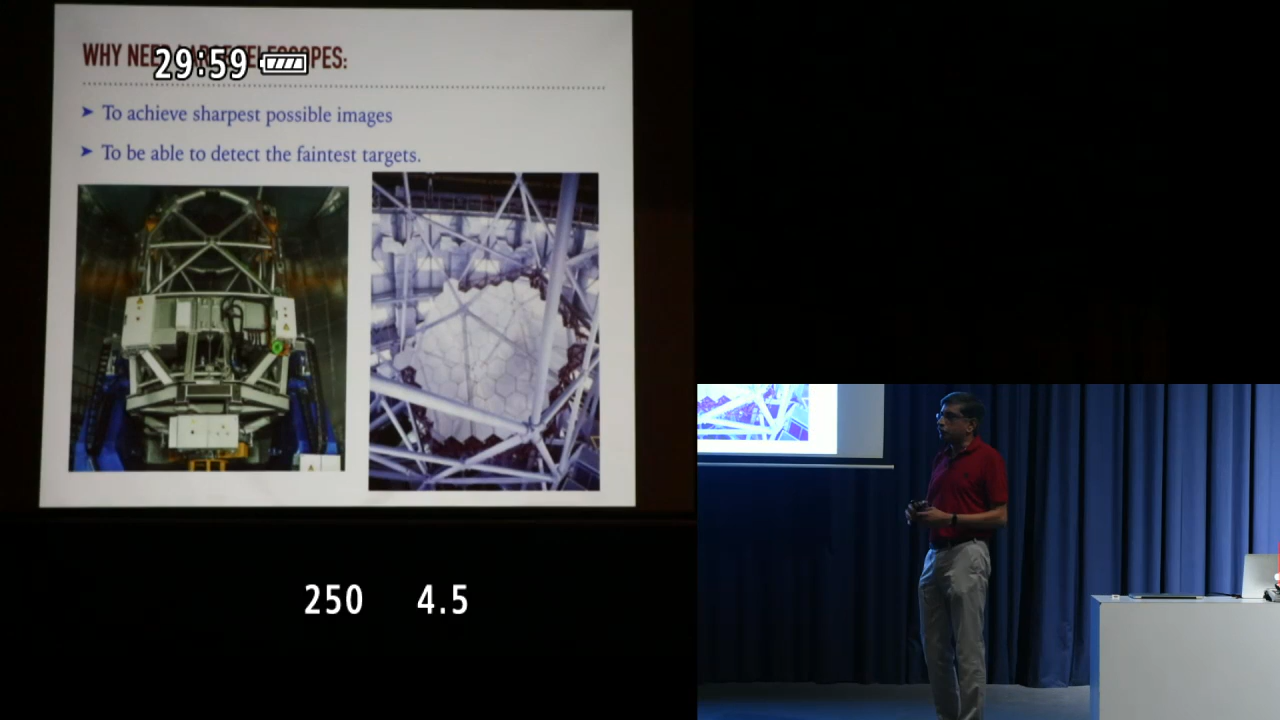 WHY NEE
PES:
29:59
➤ To achieve sharpest possible images
➤ To be able to detect the faintest targets.
250 4.5